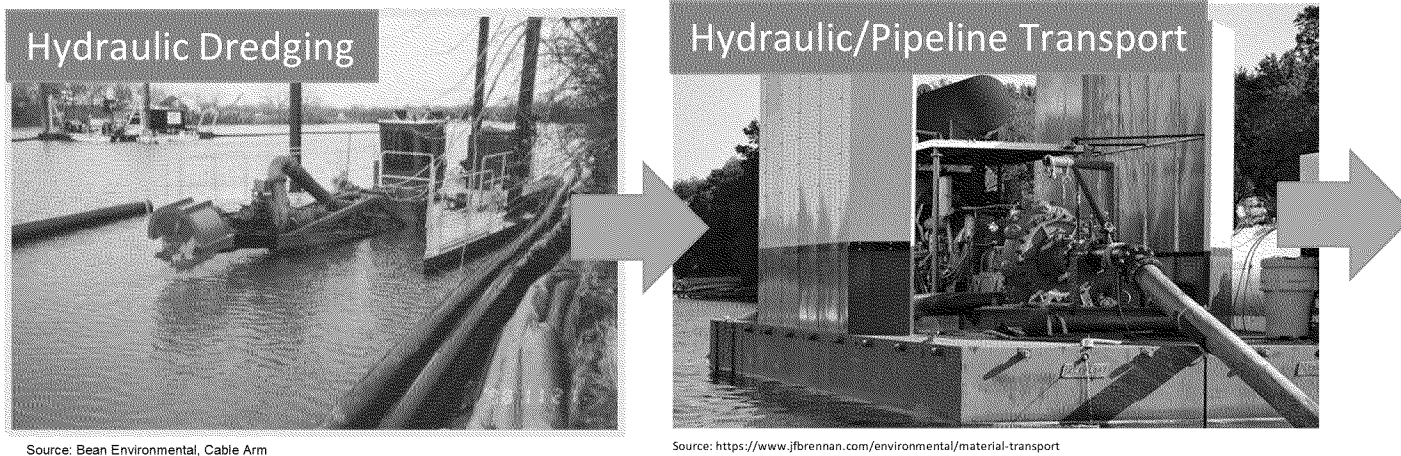 Hydraulic Dredging
Hydraulic/Pipeline Transport
Source: Bean Environmental, Cable Arm
Source: https://www.jfbrennan.com/environmental/material-transport